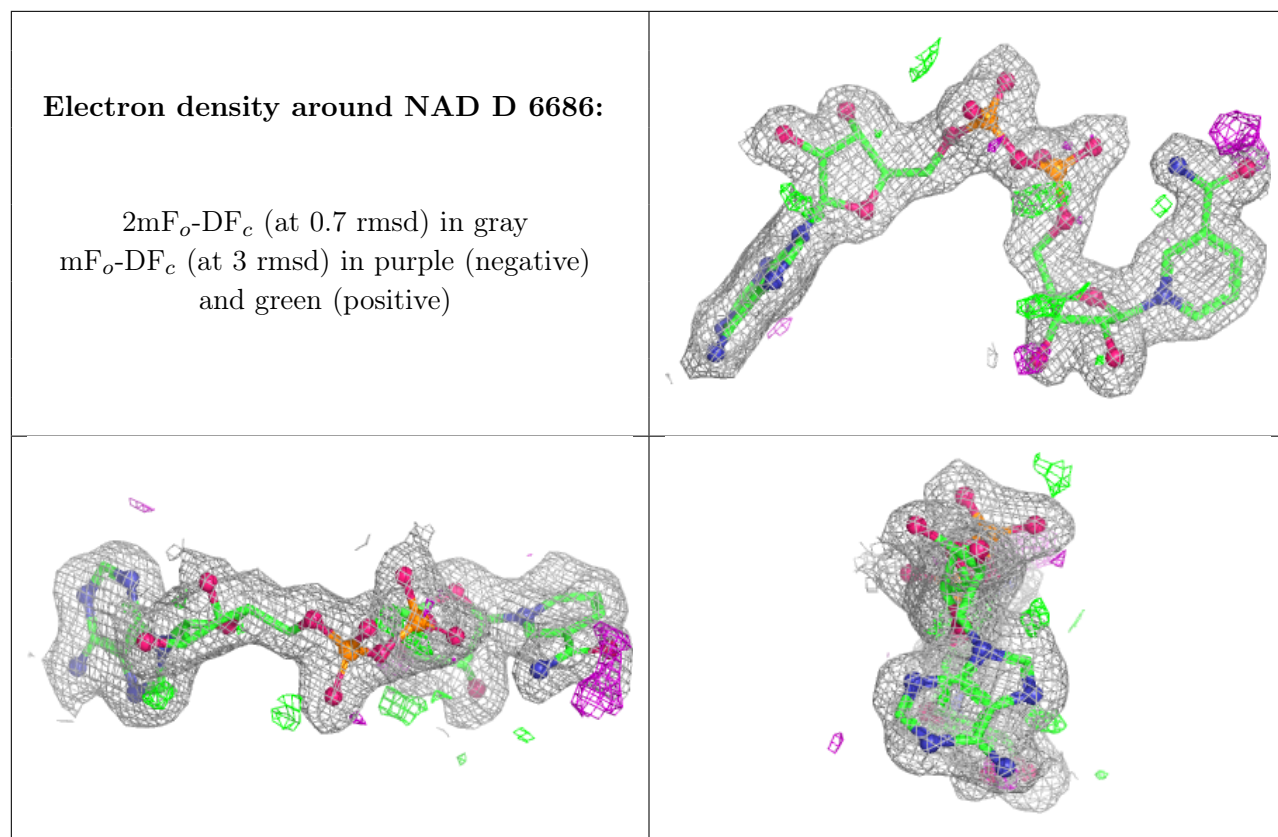 Electron density around NAD D 6686:
2mFₒ-DF𝒸 (at 0.7 rmsd) in gray
mFₒ-DF𝒸 (at 3 rmsd) in purple (negative)
and green (positive)